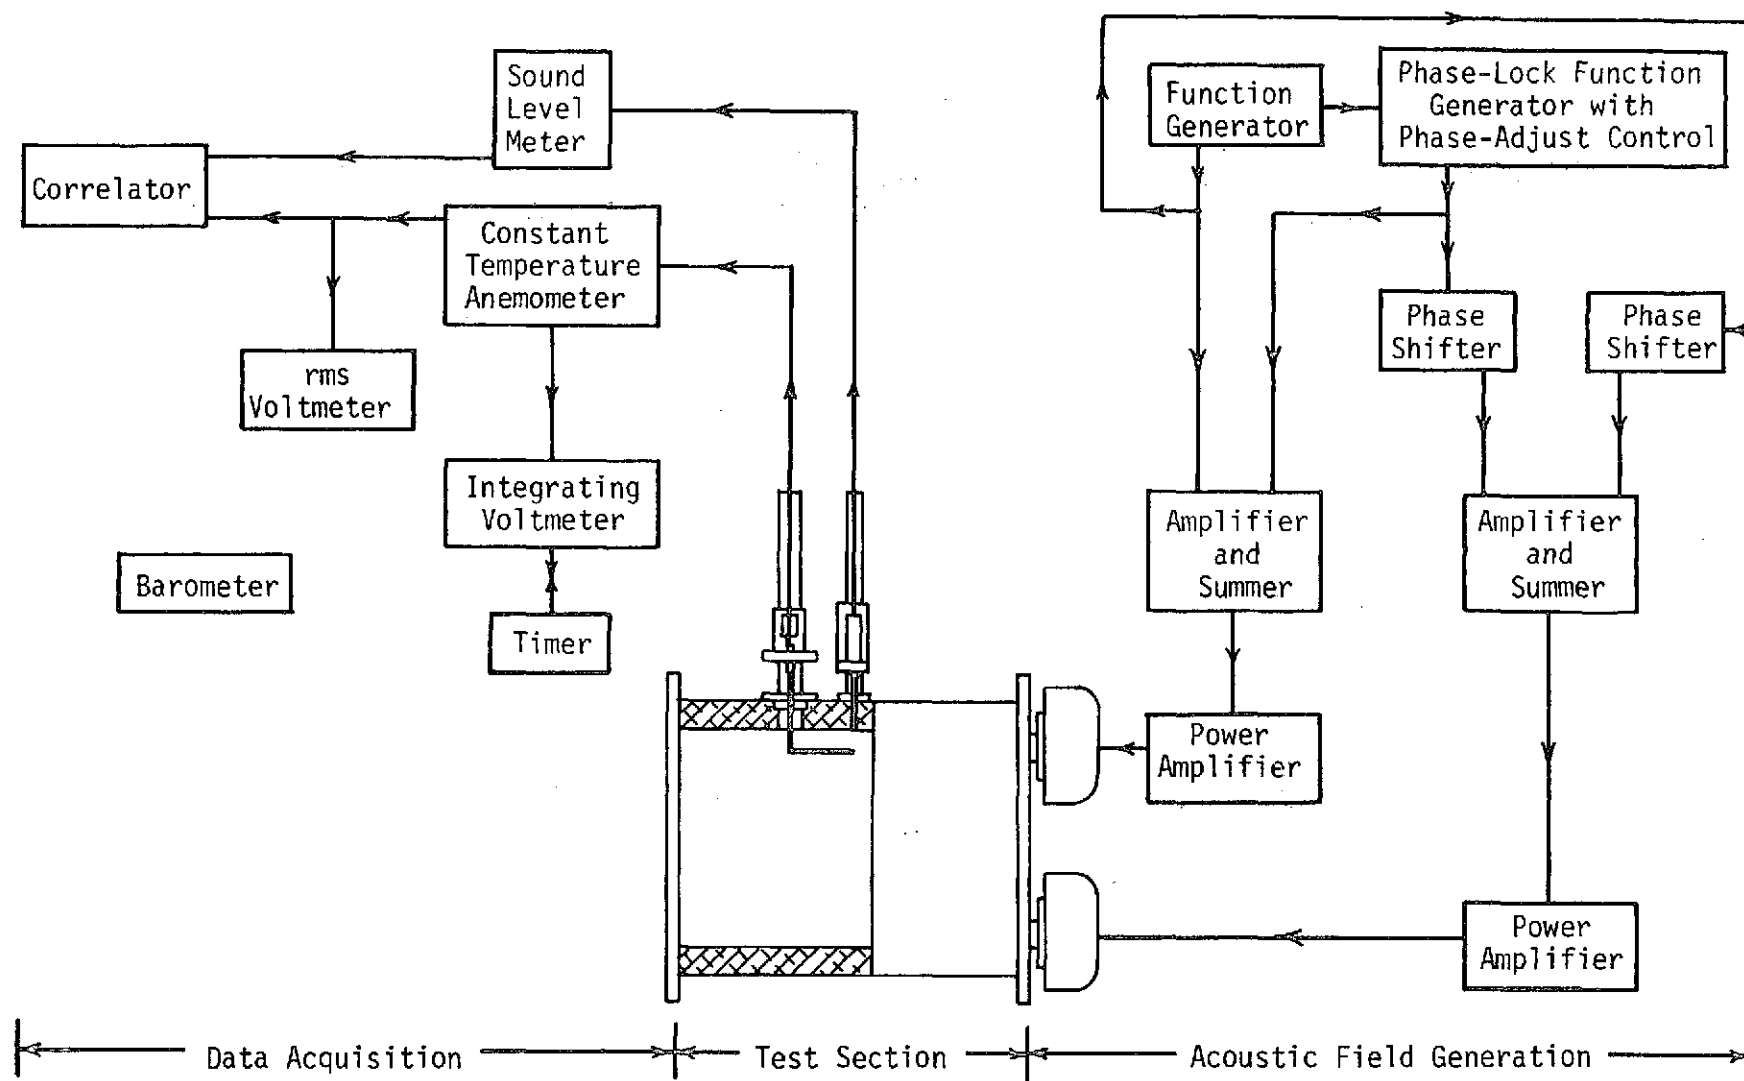 Sound
Level
Meter
Correlator
Constant
Temperature
Anemometer
rms
Voltmeter
Integrating
Voltmeter
Barometer
Timer
Function
Generator
Phase-Lock Function
Generator with
Phase-Adjust Control
Phase
Shifter
Phase
Shifter
Amplifier
and
Summer
Amplifier
and
Summer
Power
Amplifier
Power
Amplifier
Data Acquisition
Test Section
Acoustic Field Generation